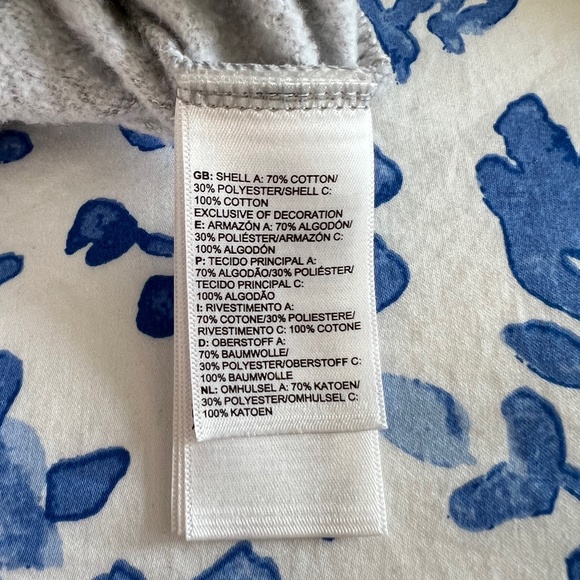 GB: SHELL A: 70% COTTON/
30% POLYESTER/SHELL C:
100% COTTON
EXCLUSIVE OF DECORATION
E: ARMAZÓN A: 70% ALGODÓN/
30% POLIÉSTER/ARMAZÓN C:
100% ALGODÓN
P: TECIDO PRINCIPAL A:
70% ALGODÃO/30% POLIÉSTER/
TECIDO PRINCIPAL C:
100% ALGODÃO
I: RIVESTIMENTO A:
70% COTONE/30% POLIESTERE/
RIVESTIMENTO C: 100% COTONE
D: OBERSTOFF A:
70% BAUMWOLLE/
30% POLYESTER/OBERSTOFF C:
100% BAUMWOLLE
NL: OMHULSEL A: 70% KATOEN/
30% POLYESTER/OMHULSEL C:
100% KATOEN